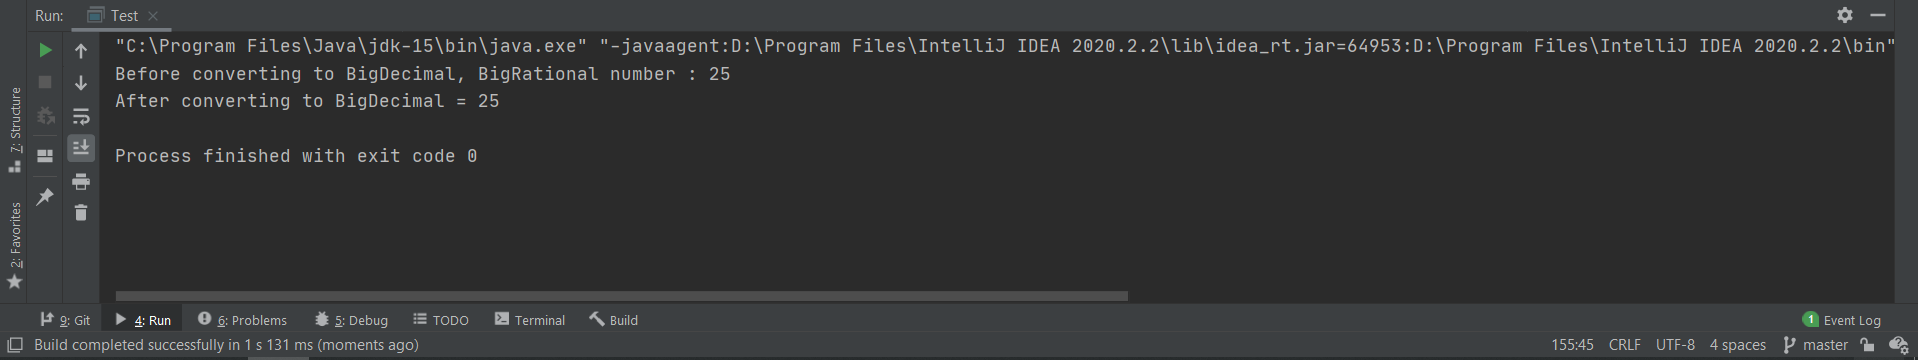 Run: Test
"C:\Program Files\Java\jdk-15\bin\java.exe" "-javaagent:D:\Program Files\IntelliJ IDEA 2020.2.2\lib\idea_rt.jar=64953:D:\Program Files\IntelliJ IDEA 2020.2.2\bin"
Before converting to BigDecimal, BigRational number : 25
After converting to BigDecimal = 25
Process finished with exit code 0
7: Structure
2: Favorites
9: Git 4: Run 6: Problems 5: Debug TODO Terminal Build 1 Event Log
Build completed successfully in 1 s 131 ms (moments ago) 155:45 CRLF UTF-8 4 spaces master